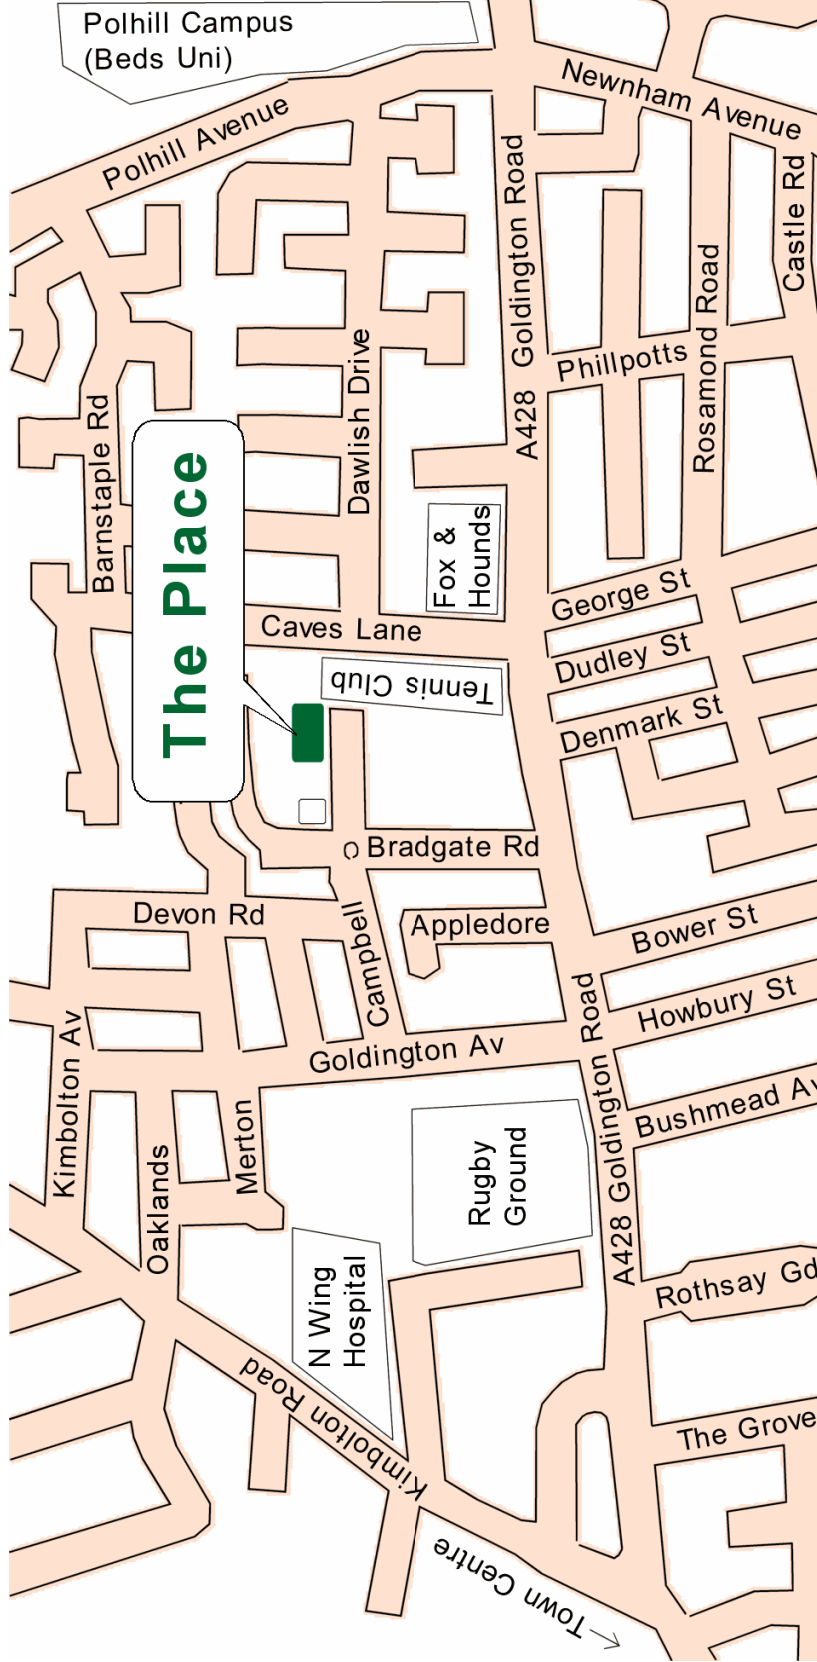 Polhill Campus
(Beds Uni)
Polhill Avenue
Newnham Avenue
A428 Goldington Road
Castle Rd
Rosamond Road
Phillpotts
Dawlish Drive
Barnstaple Rd
The Place
Fox &
Hounds
George St
Caves Lane
Dudley St
Tennis Club
Denmark St
Bradgate Rd
Devon Rd
Campbell
Appledore
Bower St
Howbury St
Kimbolton Av
Goldington Av
A428 Goldington Road
Bushmead Av
Oaklands
Merton
Rugby
Ground
N Wing
Hospital
Rothsay Gd
Kimbolton Road
The Grove
Town Centre